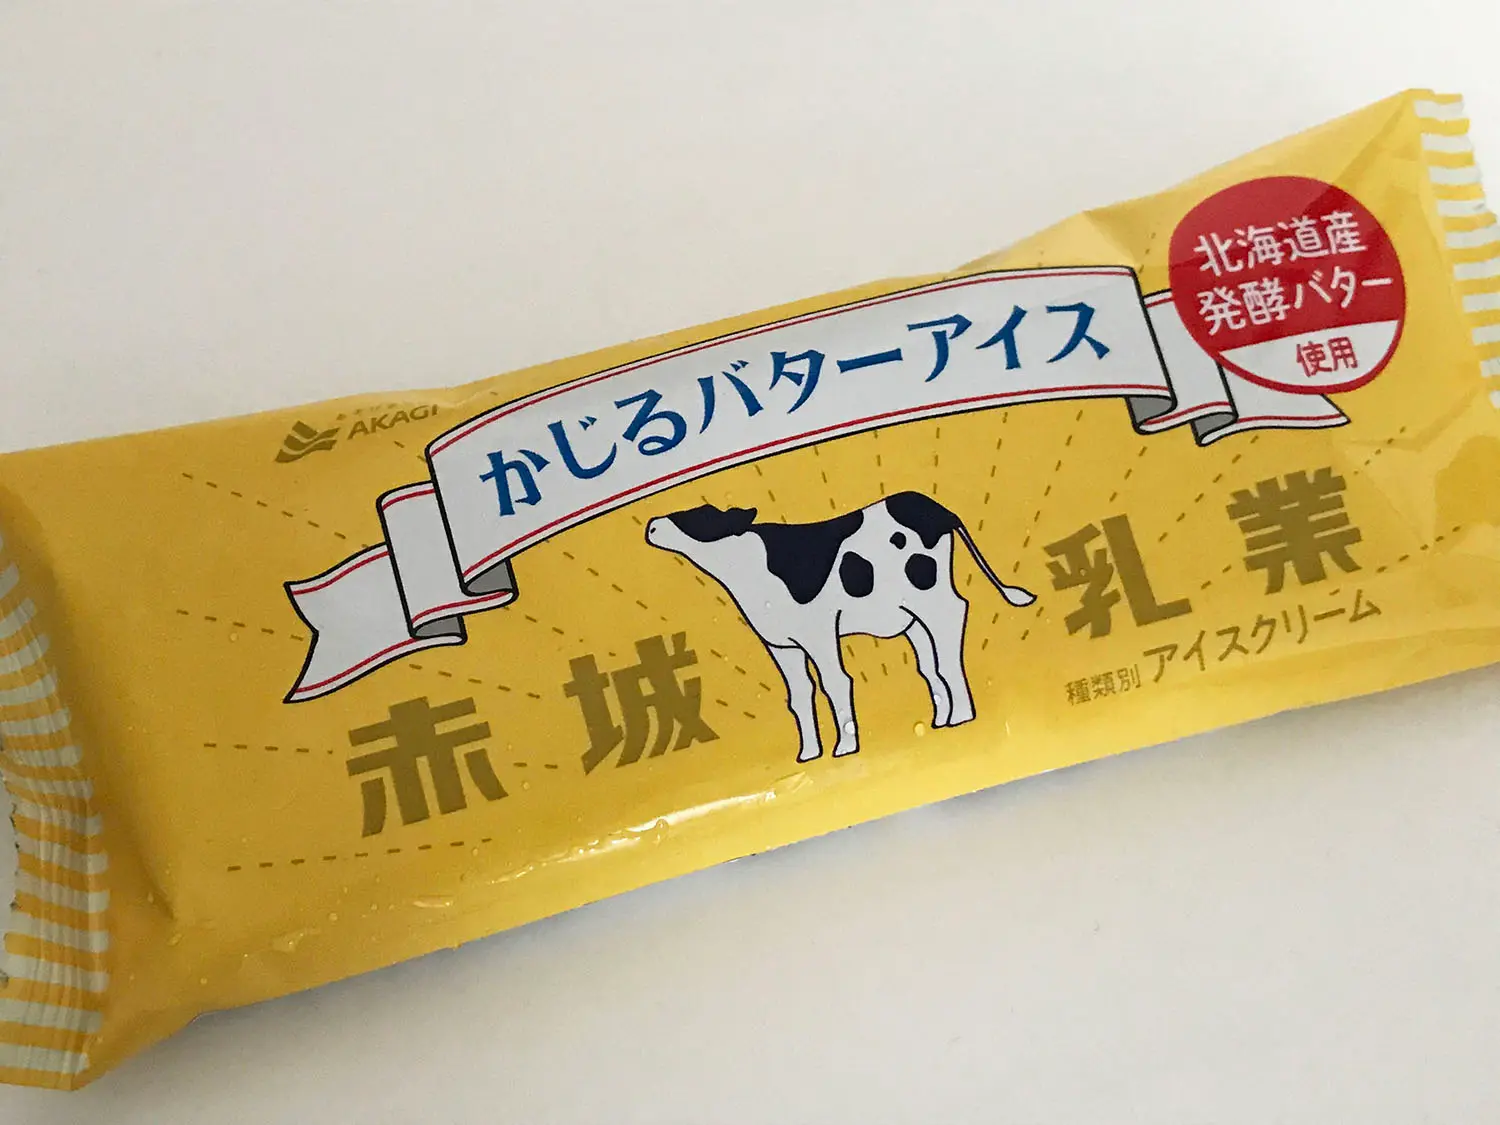 AKAGI
かじるバターアイス
北海道産
発酵バター
使用
赤城乳業
種類別 アイスクリーム